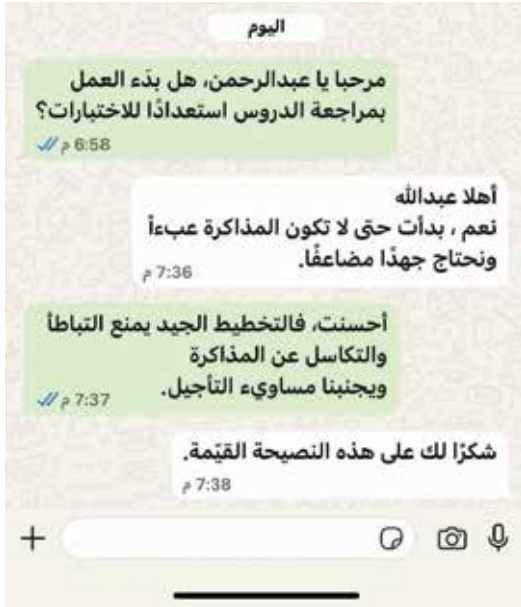 اليوم
مرحبا يا عبدالرحمن، هل بدَء العمل
بمراجعة الدروس استعدادًا للاختبارات؟
6:58 م
أهلا عبدالله
نعم ، بدأت حتى لا تكون المذاكرة عبءاً
ونحتاج جهدًا مضاعفًا.
7:36 م
أحسنت، فالتخطيط الجيد يمنع التباطأ
والتكاسل عن المذاكرة
ويجنبنا مساويء التأجيل.
7:37 م
شكرًا لك على هذه النصيحة القيّمة.
7:38 م